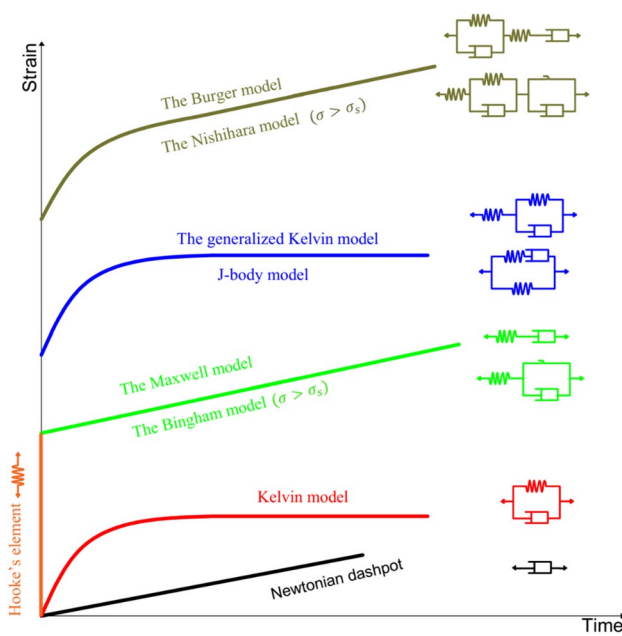 Strain
The Burger model
The Nishihara model (σ > σₛ)
The generalized Kelvin model
J-body model
The Maxwell model
The Bingham model (σ > σₛ)
Hooke's element
Kelvin model
Newtonian dashpot
Time